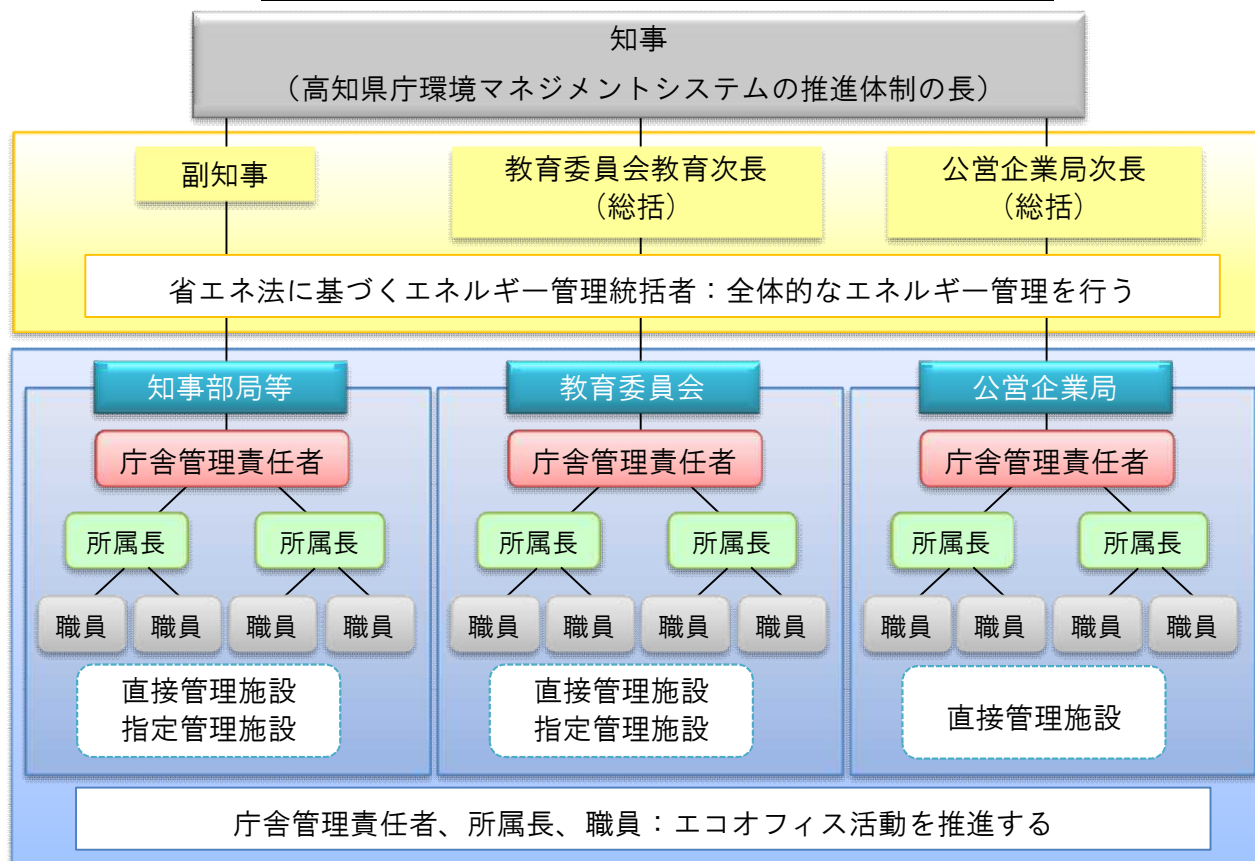 知事
（高知県庁環境マネジメントシステムの推進体制の長）
副知事
教育委員会教育次長
（総括）
公営企業局次長
（総括）
省エネ法に基づくエネルギー管理統括者：全体的なエネルギー管理を行う
知事部局等
教育委員会
公営企業局
庁舎管理責任者
庁舎管理責任者
庁舎管理責任者
所属長
所属長
所属長
所属長
所属長
所属長
職員
職員
職員
職員
職員
職員
職員
職員
職員
職員
職員
職員
直接管理施設
指定管理施設
直接管理施設
指定管理施設
直接管理施設
庁舎管理責任者、所属長、職員：エコオフィス活動を推進する